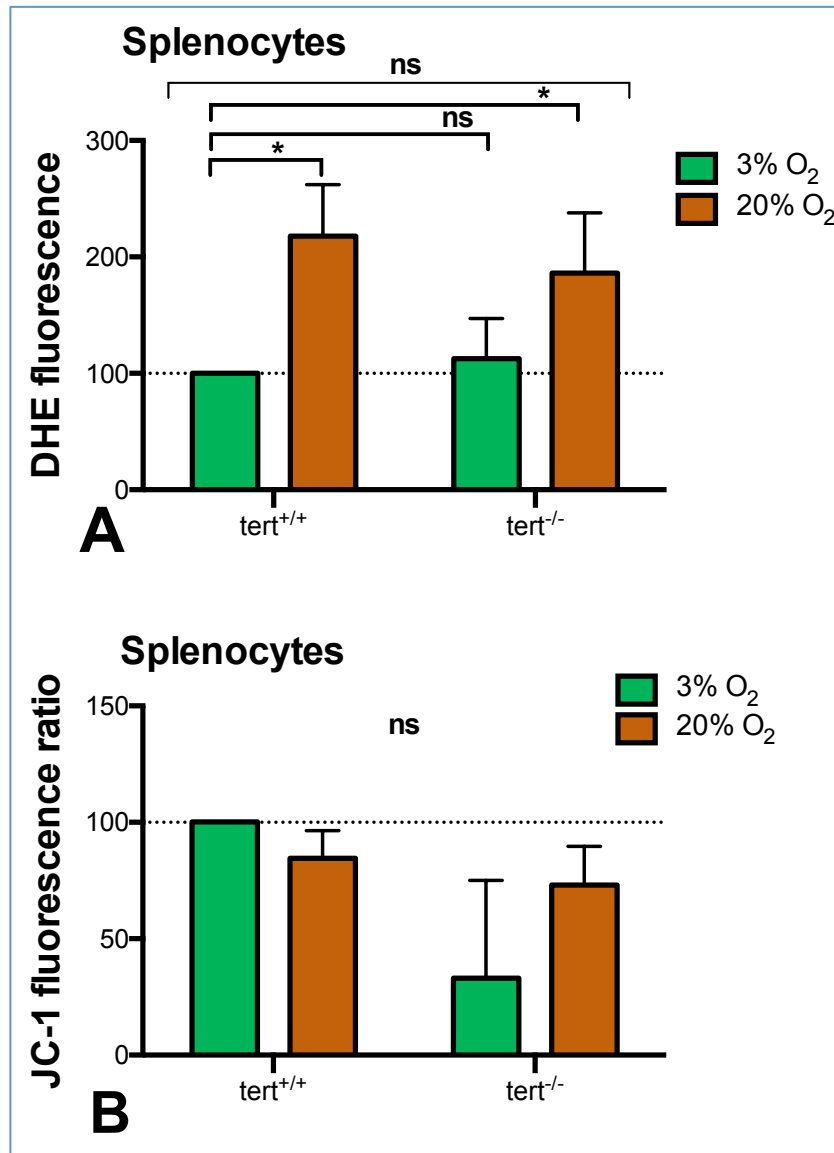 Splenocytes
ns
*
ns
*
DHE fluorescence
300
200
100
0
3% O₂
20% O₂
tert⁺/⁺
tert⁻/⁻
A
Splenocytes
JC-1 fluorescence ratio
150
100
50
0
ns
3% O₂
20% O₂
tert⁺/⁺
tert⁻/⁻
B